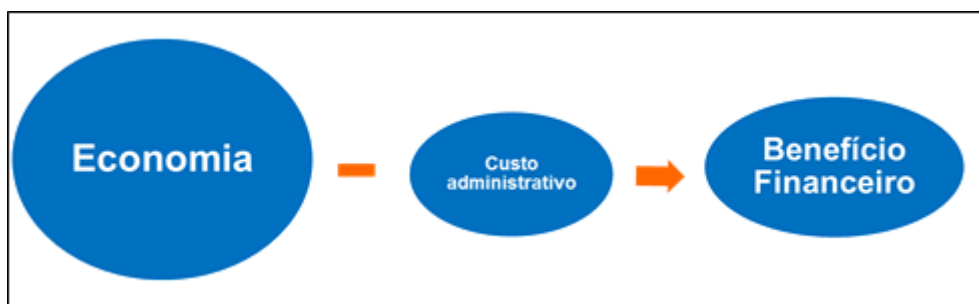 Economia
Custo
administrativo
Benefício
Financeiro